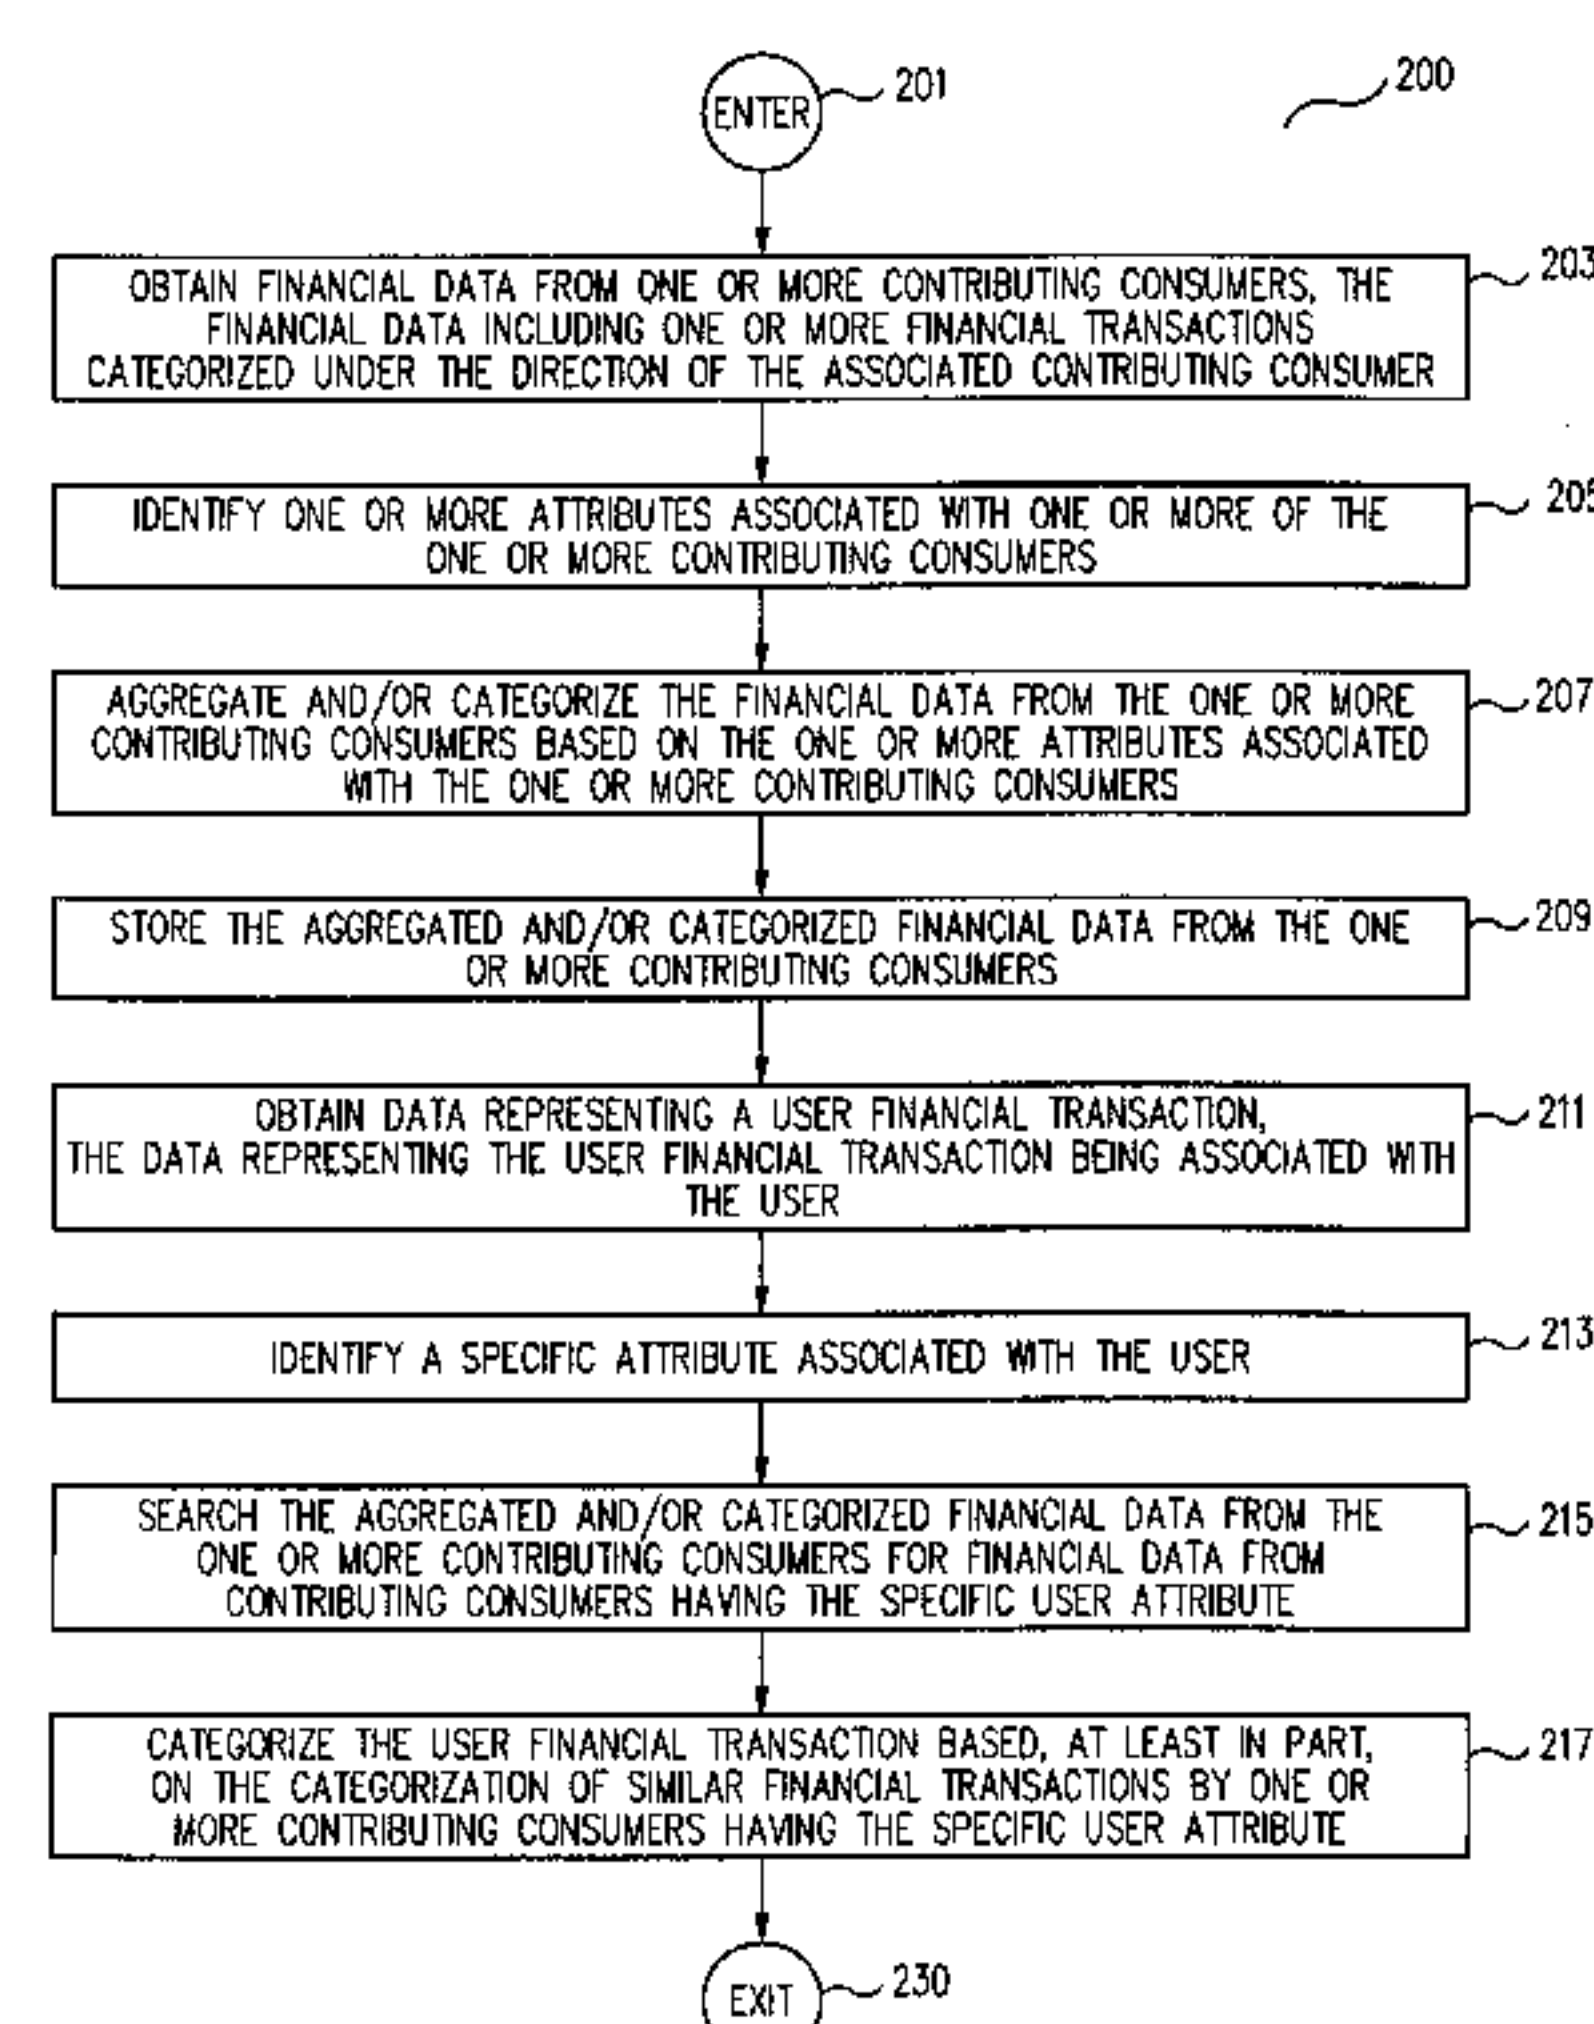 200
ENTER 201
203
OBTAIN FINANCIAL DATA FROM ONE OR MORE CONTRIBUTING CONSUMERS, THE
FINANCIAL DATA INCLUDING ONE OR MORE FINANCIAL TRANSACTIONS
CATEGORIZED UNDER THE DIRECTION OF THE ASSOCIATED CONTRIBUTING CONSUMER
205
IDENTIFY ONE OR MORE ATTRIBUTES ASSOCIATED WITH ONE OR MORE OF THE
ONE OR MORE CONTRIBUTING CONSUMERS
207
AGGREGATE AND/OR CATEGORIZE THE FINANCIAL DATA FROM THE ONE OR MORE
CONTRIBUTING CONSUMERS BASED ON THE ONE OR MORE ATTRIBUTES ASSOCIATED
WITH THE ONE OR MORE CONTRIBUTING CONSUMERS
209
STORE THE AGGREGATED AND/OR CATEGORIZED FINANCIAL DATA FROM THE ONE
OR MORE CONTRIBUTING CONSUMERS
211
OBTAIN DATA REPRESENTING A USER FINANCIAL TRANSACTION,
THE DATA REPRESENTING THE USER FINANCIAL TRANSACTION BEING ASSOCIATED WITH
THE USER
213
IDENTIFY A SPECIFIC ATTRIBUTE ASSOCIATED WITH THE USER
215
SEARCH THE AGGREGATED AND/OR CATEGORIZED FINANCIAL DATA FROM THE
ONE OR MORE CONTRIBUTING CONSUMERS FOR FINANCIAL DATA FROM
CONTRIBUTING CONSUMERS HAVING THE SPECIFIC USER ATTRIBUTE
217
CATEGORIZE THE USER FINANCIAL TRANSACTION BASED, AT LEAST IN PART,
ON THE CATEGORIZATION OF SIMILAR FINANCIAL TRANSACTIONS BY ONE OR
MORE CONTRIBUTING CONSUMERS HAVING THE SPECIFIC USER ATTRIBUTE
EXIT 230